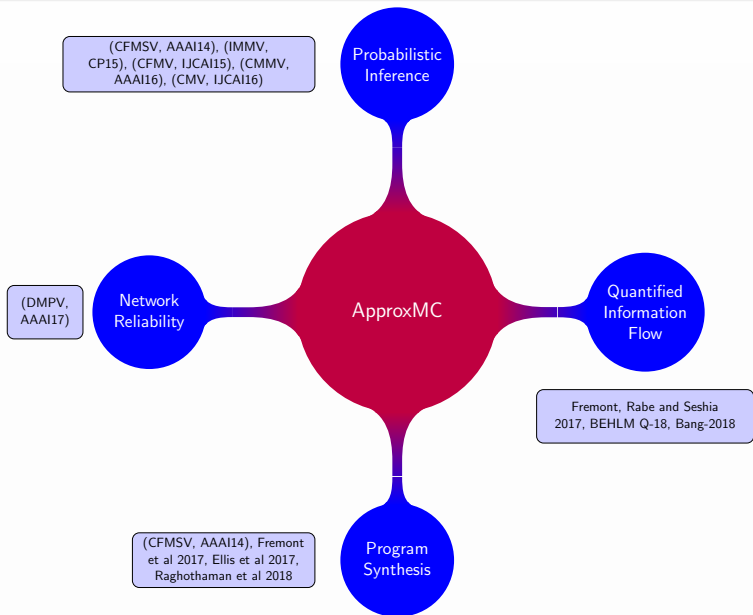 (CFMSV, AAAI14), (IMMV,
CP15), (CFMV, IJCAI15), (CMMV,
AAAI16), (CMV, IJCAI16)
Probabilistic
Inference
(DMPV,
AAAI17)
Network
Reliability
ApproxMC
Quantified
Information
Flow
Fremont, Rabe and Seshia
2017, BEHLM Q-18, Bang-2018
(CFMSV, AAAI14), Fremont
et al 2017, Ellis et al 2017,
Raghothaman et al 2018
Program
Synthesis